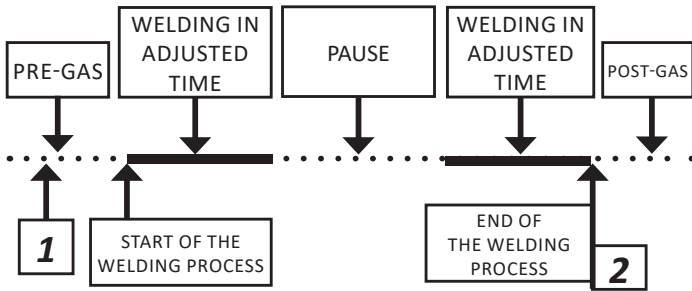 PRE-GAS
WELDING IN
ADJUSTED
TIME
PAUSE
WELDING IN
ADJUSTED
TIME
POST-GAS
1
START OF THE
WELDING PROCESS
END OF
THE WELDING
PROCESS
2